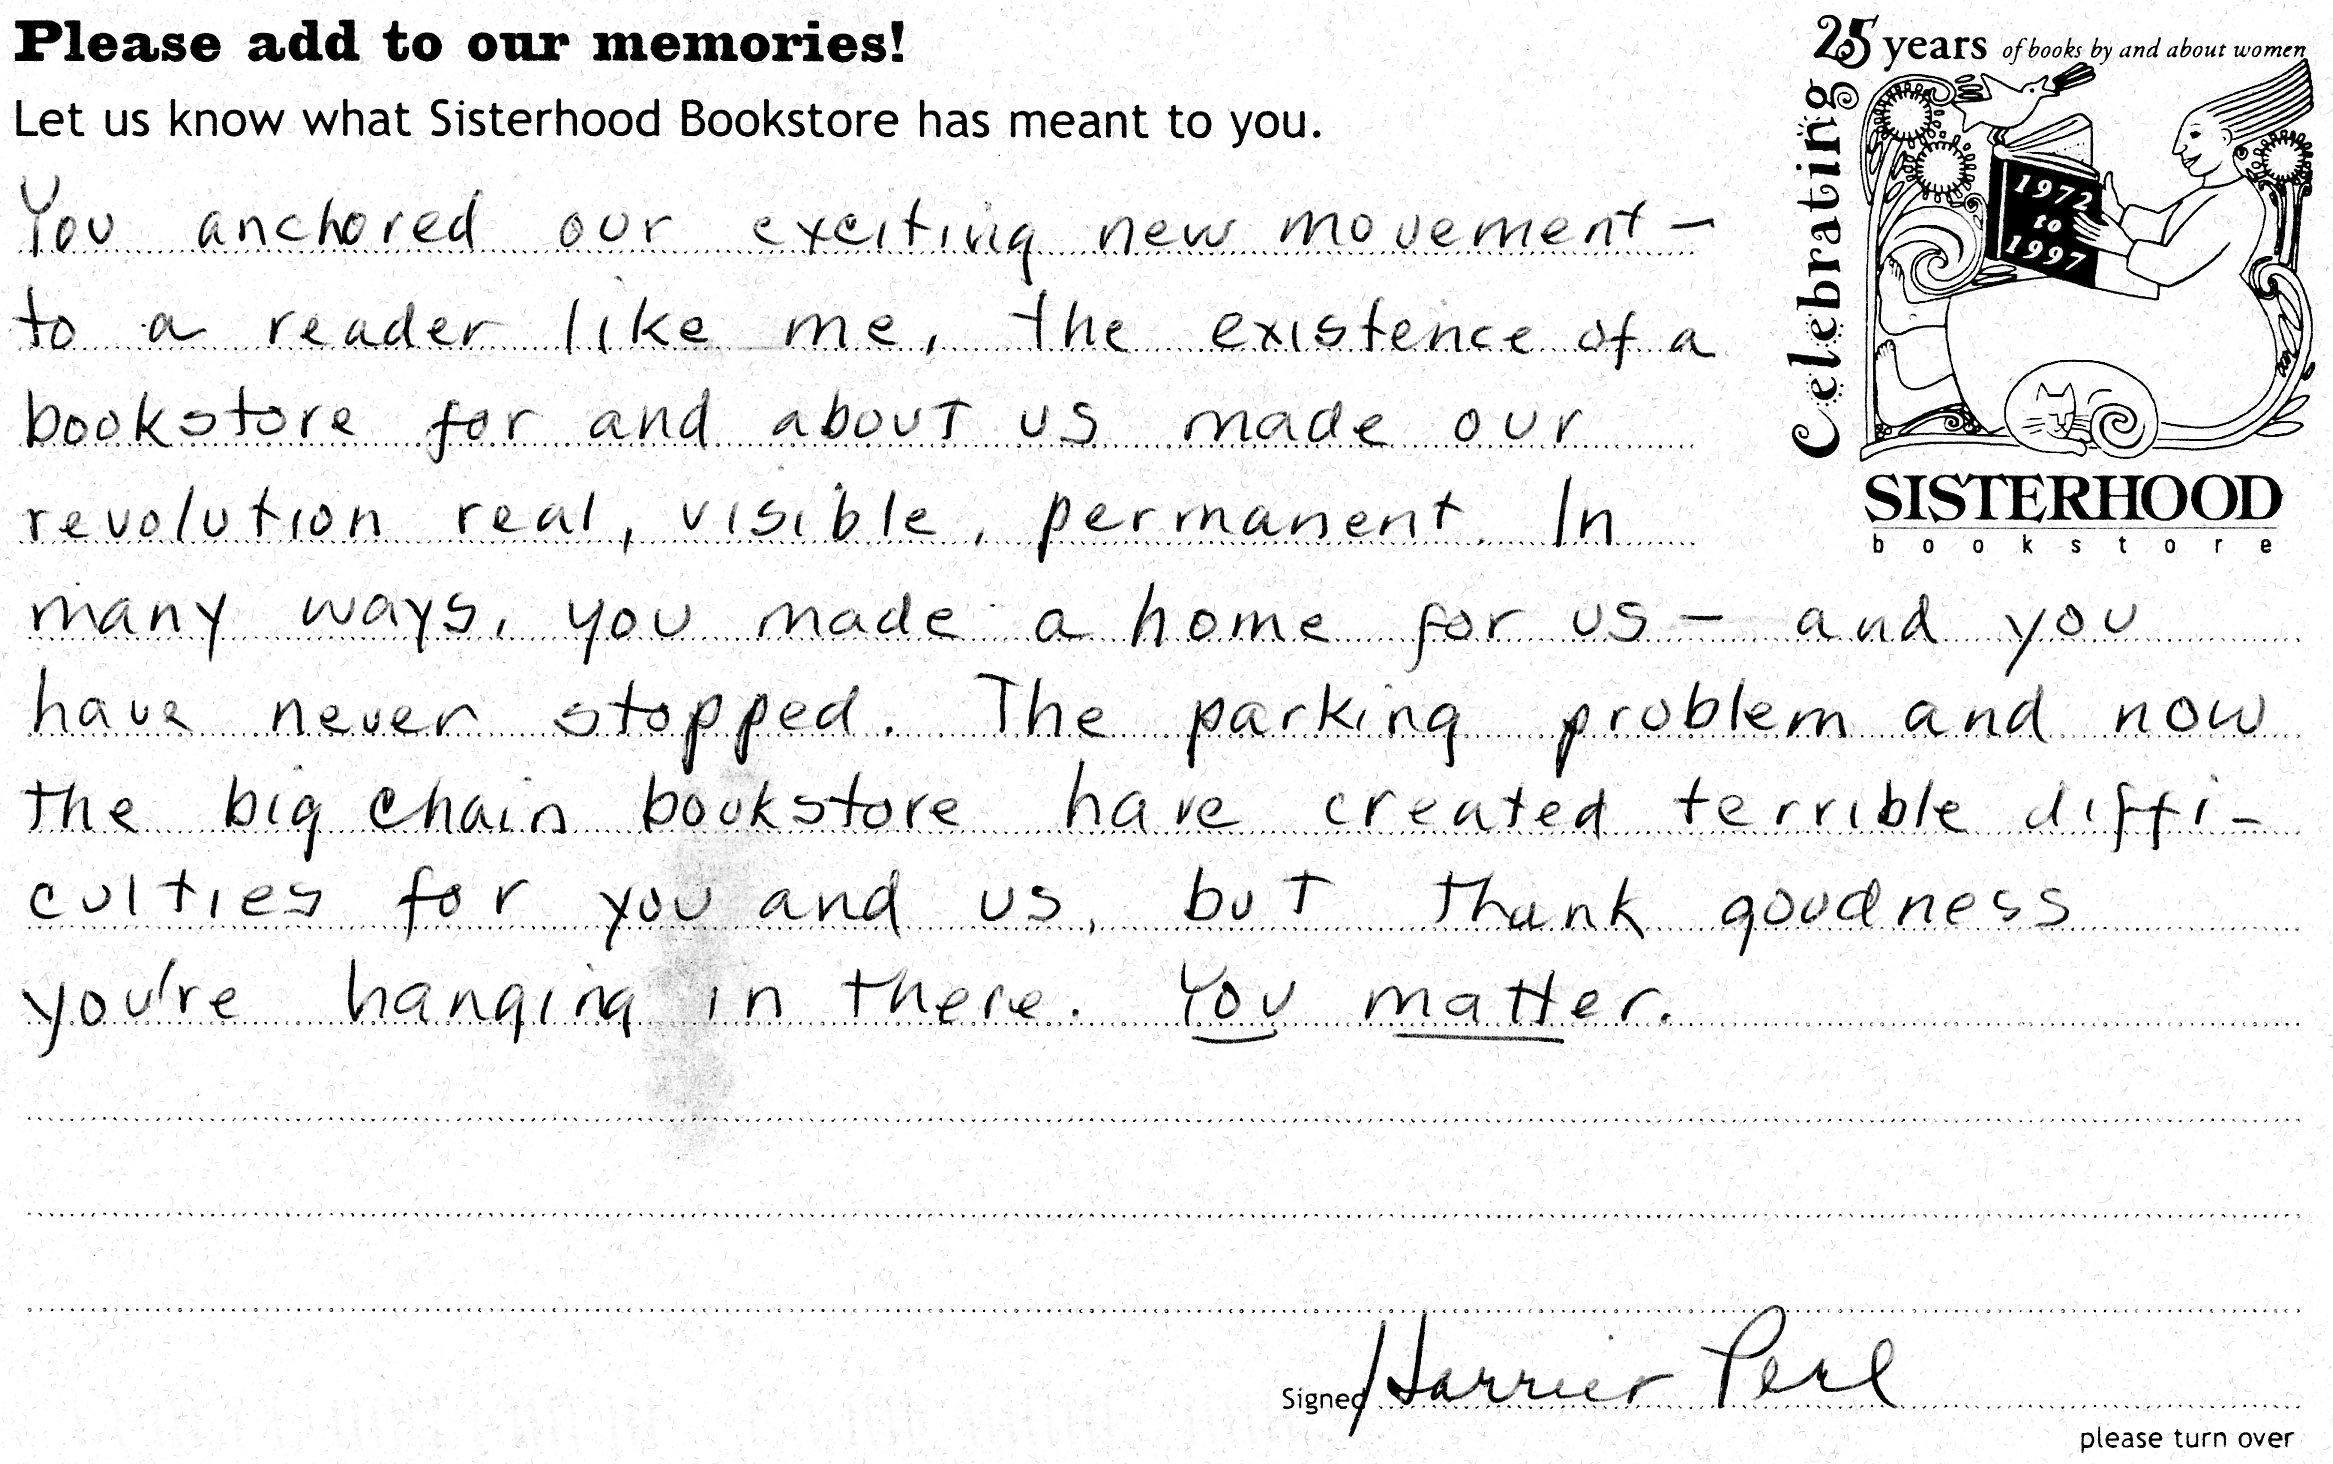 Please add to our memories!
Let us know what Sisterhood Bookstore has meant to you.
You anchored our exciting new movement –
to a reader like me, the existence of a
bookstore for and about us made our
revolution real, visible, permanent. In
many ways, you made a home for us – and you
have never stopped. The parking problem and now
the big chain bookstore have created terrible diffi-
culties for you and us, but thank goodness
you're hanging in there. You matter.
Signed Harriet Perl
please turn over
25 years of books by and about women
Celebrating
1972
to
1997
SISTERHOOD
bookstore